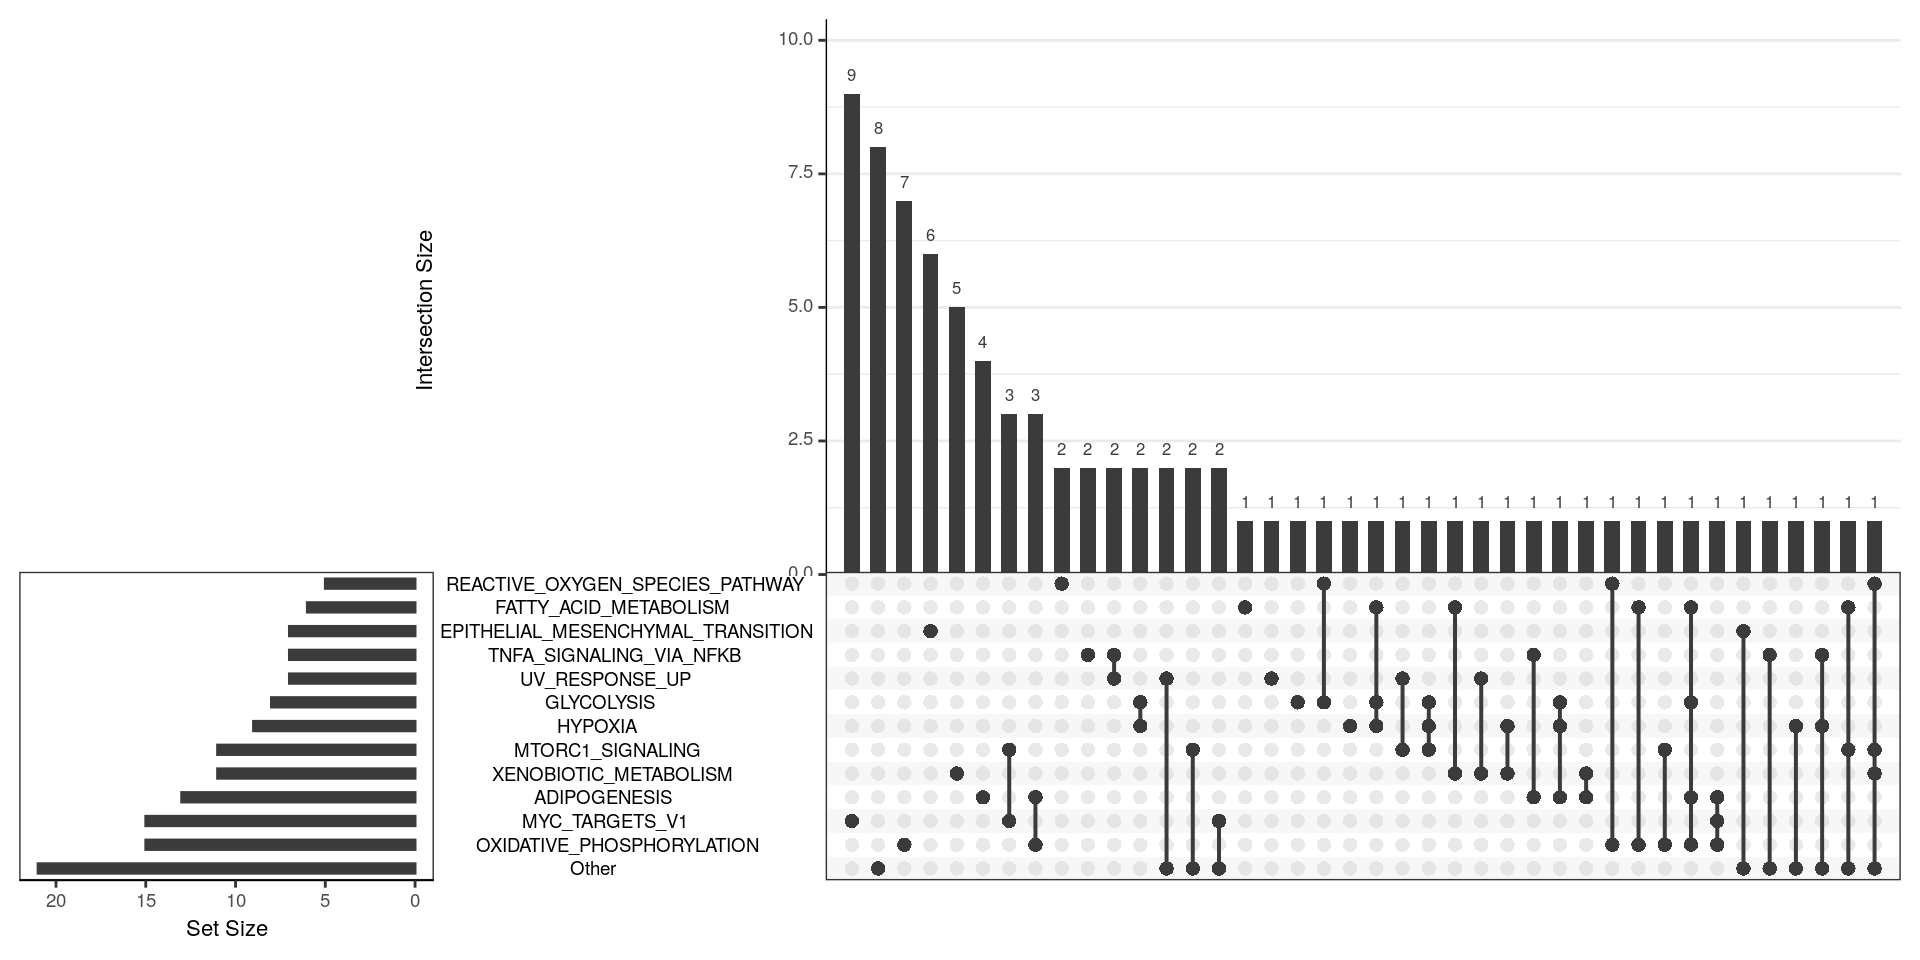 10.0
7.5
5.0
2.5
0.0
Intersection Size
9 8 7 6 5 4 3 3 2 2 2 2 2 2 2 1 1 1 1 1 1 1 1 1 1 1 1 1 1 1 1 1 1 1 1 1 1 1 1 1
REACTIVE_OXYGEN_SPECIES_PATHWAY
FATTY_ACID_METABOLISM
EPITHELIAL_MESENCHYMAL_TRANSITION
TNFA_SIGNALING_VIA_NFKB
UV_RESPONSE_UP
GLYCOLYSIS
HYPOXIA
MTORC1_SIGNALING
XENOBIOTIC_METABOLISM
ADIPOGENESIS
MYC_TARGETS_V1
OXIDATIVE_PHOSPHORYLATION
Other
20 15 10 5 0
Set Size